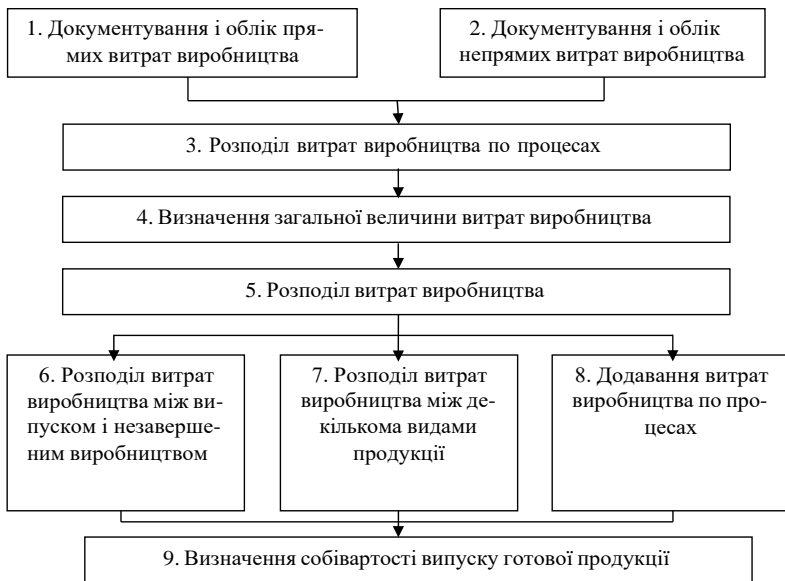 1. Документування і облік пря-
мих витрат виробництва
2. Документування і облік
непрямих витрат виробництва
3. Розподіл витрат виробництва по процесах
4. Визначення загальної величини витрат виробництва
5. Розподіл витрат виробництва
6. Розподіл витрат
виробництва між ви-
пуском і незаверше-
ним виробництвом
7. Розподіл витрат
виробництва між де-
кількома видами
продукції
8. Додавання витрат
виробництва по про-
цесах
9. Визначення собівартості випуску готової продукції